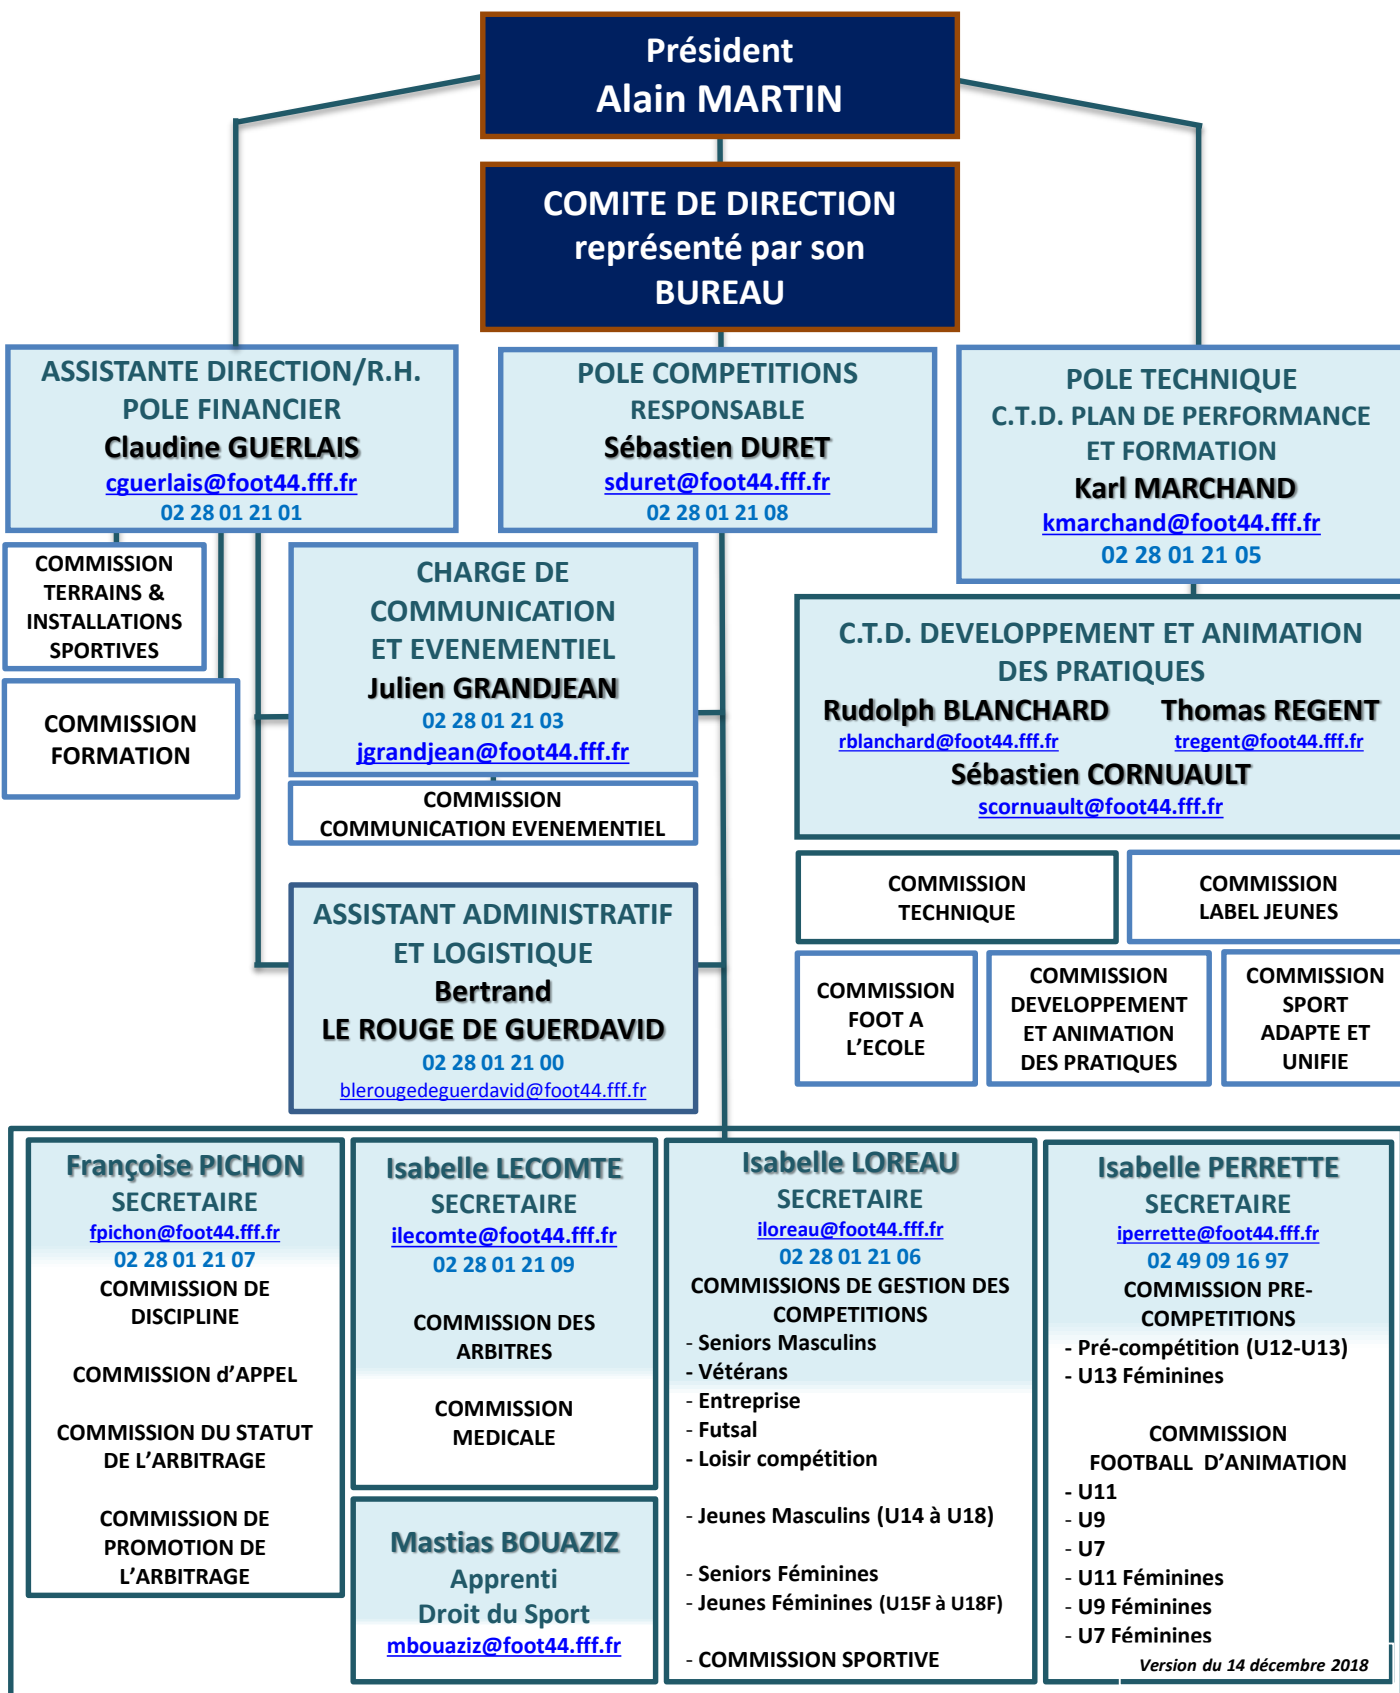 Président
Alain MARTIN
COMITE DE DIRECTION
représenté par son
BUREAU
ASSISTANTE DIRECTION/R.H.
POLE FINANCIER
Claudine GUERLAIS
cguerlais@foot44.fff.fr
02 28 01 21 01
POLE COMPETITIONS
RESPONSABLE
Sébastien DURET
sduret@foot44.fff.fr
02 28 01 21 08
POLE TECHNIQUE
C.T.D. PLAN DE PERFORMANCE
ET FORMATION
Karl MARCHAND
kmarchand@foot44.fff.fr
02 28 01 21 05
COMMISSION
TERRAINS &
INSTALLATIONS
SPORTIVES
COMMISSION
FORMATION
CHARGE DE
COMMUNICATION
ET EVENEMENTIEL
Julien GRANDJEAN
02 28 01 21 03
jgrandjean@foot44.fff.fr
COMMISSION
COMMUNICATION EVENEMENTIEL
C.T.D. DEVELOPPEMENT ET ANIMATION
DES PRATIQUES
Rudolph BLANCHARD
rblanchard@foot44.fff.fr
Thomas REGENT
tregent@foot44.fff.fr
Sébastien CORNUAULT
scornuault@foot44.fff.fr
COMMISSION
TECHNIQUE
COMMISSION
LABEL JEUNES
COMMISSION
FOOT A
L’ECOLE
COMMISSION
DEVELOPPEMENT
ET ANIMATION
DES PRATIQUES
COMMISSION
SPORT
ADAPTE ET
UNIFIE
ASSISTANT ADMINISTRATIF
ET LOGISTIQUE
Bertrand
LE ROUGE DE GUERDAVID
02 28 01 21 00
blerougedeguerdavid@foot44.fff.fr
Françoise PICHON
SECRETAIRE
fpichon@foot44.fff.fr
02 28 01 21 07
COMMISSION DE
DISCIPLINE
COMMISSION d’APPEL
COMMISSION DU STATUT
DE L’ARBITRAGE
COMMISSION DE
PROMOTION DE
L’ARBITRAGE
Isabelle LECOMTE
SECRETAIRE
ilecomte@foot44.fff.fr
02 28 01 21 09
COMMISSION DES
ARBITRES
COMMISSION
MEDICALE
Mastias BOUAZIZ
Apprenti
Droit du Sport
mbouaziz@foot44.fff.fr
Isabelle LOREAU
SECRETAIRE
iloreau@foot44.fff.fr
02 28 01 21 06
COMMISSIONS DE GESTION DES
COMPETITIONS
- Seniors Masculins
- Vétérans
- Entreprise
- Futsal
- Loisir compétition
- Jeunes Masculins (U14 à U18)
- Seniors Féminines
- Jeunes Féminines (U15F à U18F)
- COMMISSION SPORTIVE
Isabelle PERRETTE
SECRETAIRE
iperrette@foot44.fff.fr
02 49 09 16 97
COMMISSION PRE-
COMPETITIONS
- Pré-compétition (U12-U13)
- U13 Féminines
COMMISSION
FOOTBALL D’ANIMATION
- U11
- U9
- U7
- U11 Féminines
- U9 Féminines
- U7 Féminines
Version du 14 décembre 2018